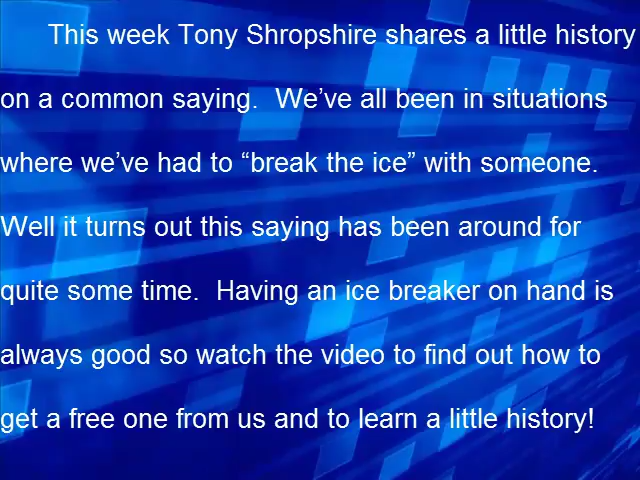 This week Tony Shropshire shares a little history
on a common saying.  We’ve all been in situations
where we’ve had to “break the ice” with someone.
Well it turns out this saying has been around for
quite some time.  Having an ice breaker on hand is
always good so watch the video to find out how to
get a free one from us and to learn a little history!